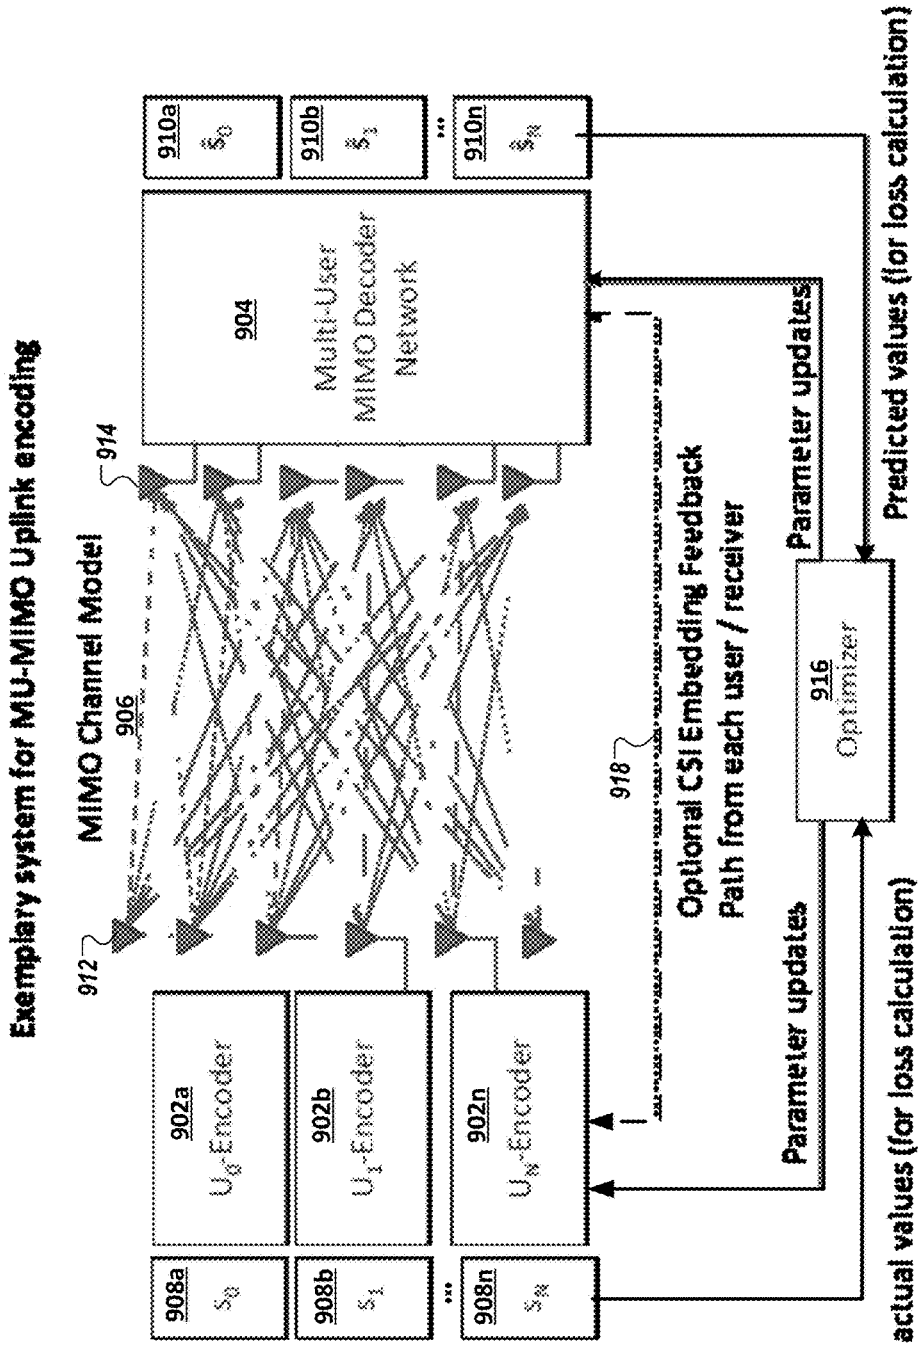 Exemplary system for MU-MIMO Uplink encoding
MIMO Channel Model
906
912
914
908a
S0
908b
S1
...
908n
SN
902a
U0-Encoder
902b
U1-Encoder
902n
UN-Encoder
904
Multi-User
MIMO Decoder
Network
910a
Ŝ0
910b
Ŝ1
...
910n
ŜN
918
Optional CSI Embedding Feedback
Path from each user / receiver
Parameter updates
Parameter updates
916
Optimizer
actual values (for loss calculation)
Predicted values (for loss calculation)